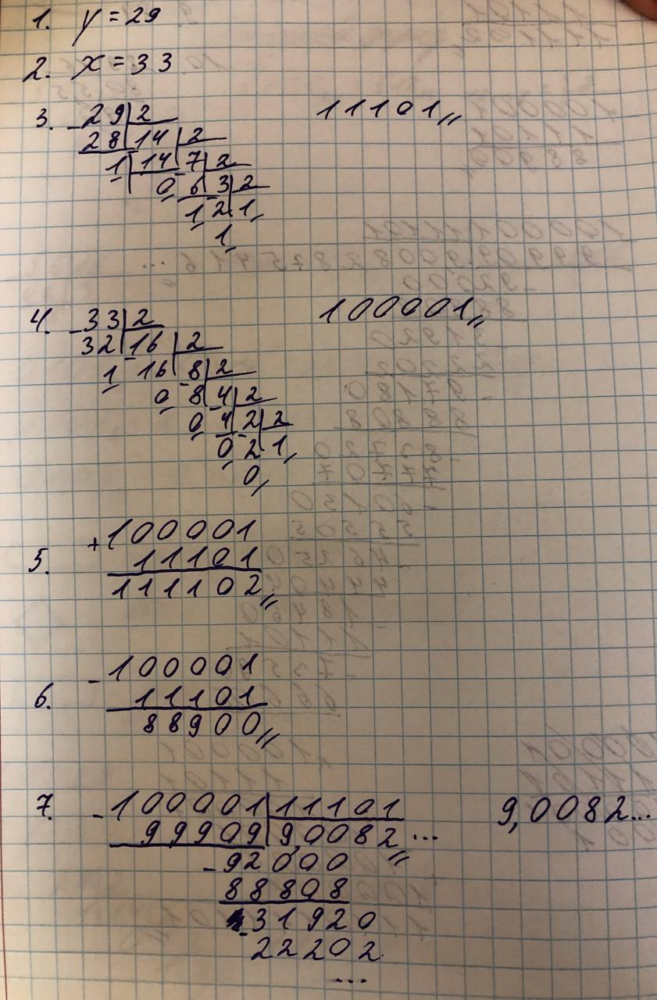 1. y = 29
2. x = 33
3. - 29 | 2 11101,,
28 | 14 | 2
1 | 14 | 7 | 2
0 6 3 | 2
1 2 1,
1
4. - 33 | 2 100001,,
32 | 16 | 2
1 16 | 8 | 2
0 8 | 4 | 2
0 4 | 2 | 2
0 2 1,
0,
+ 100001
5. 11101
111102,,
- 100001
6. 11101
88900,,
7. - 100001 | 11101 9,0082...
99909 | 9,0082...
- 92000
88808
- 31920
22202
...